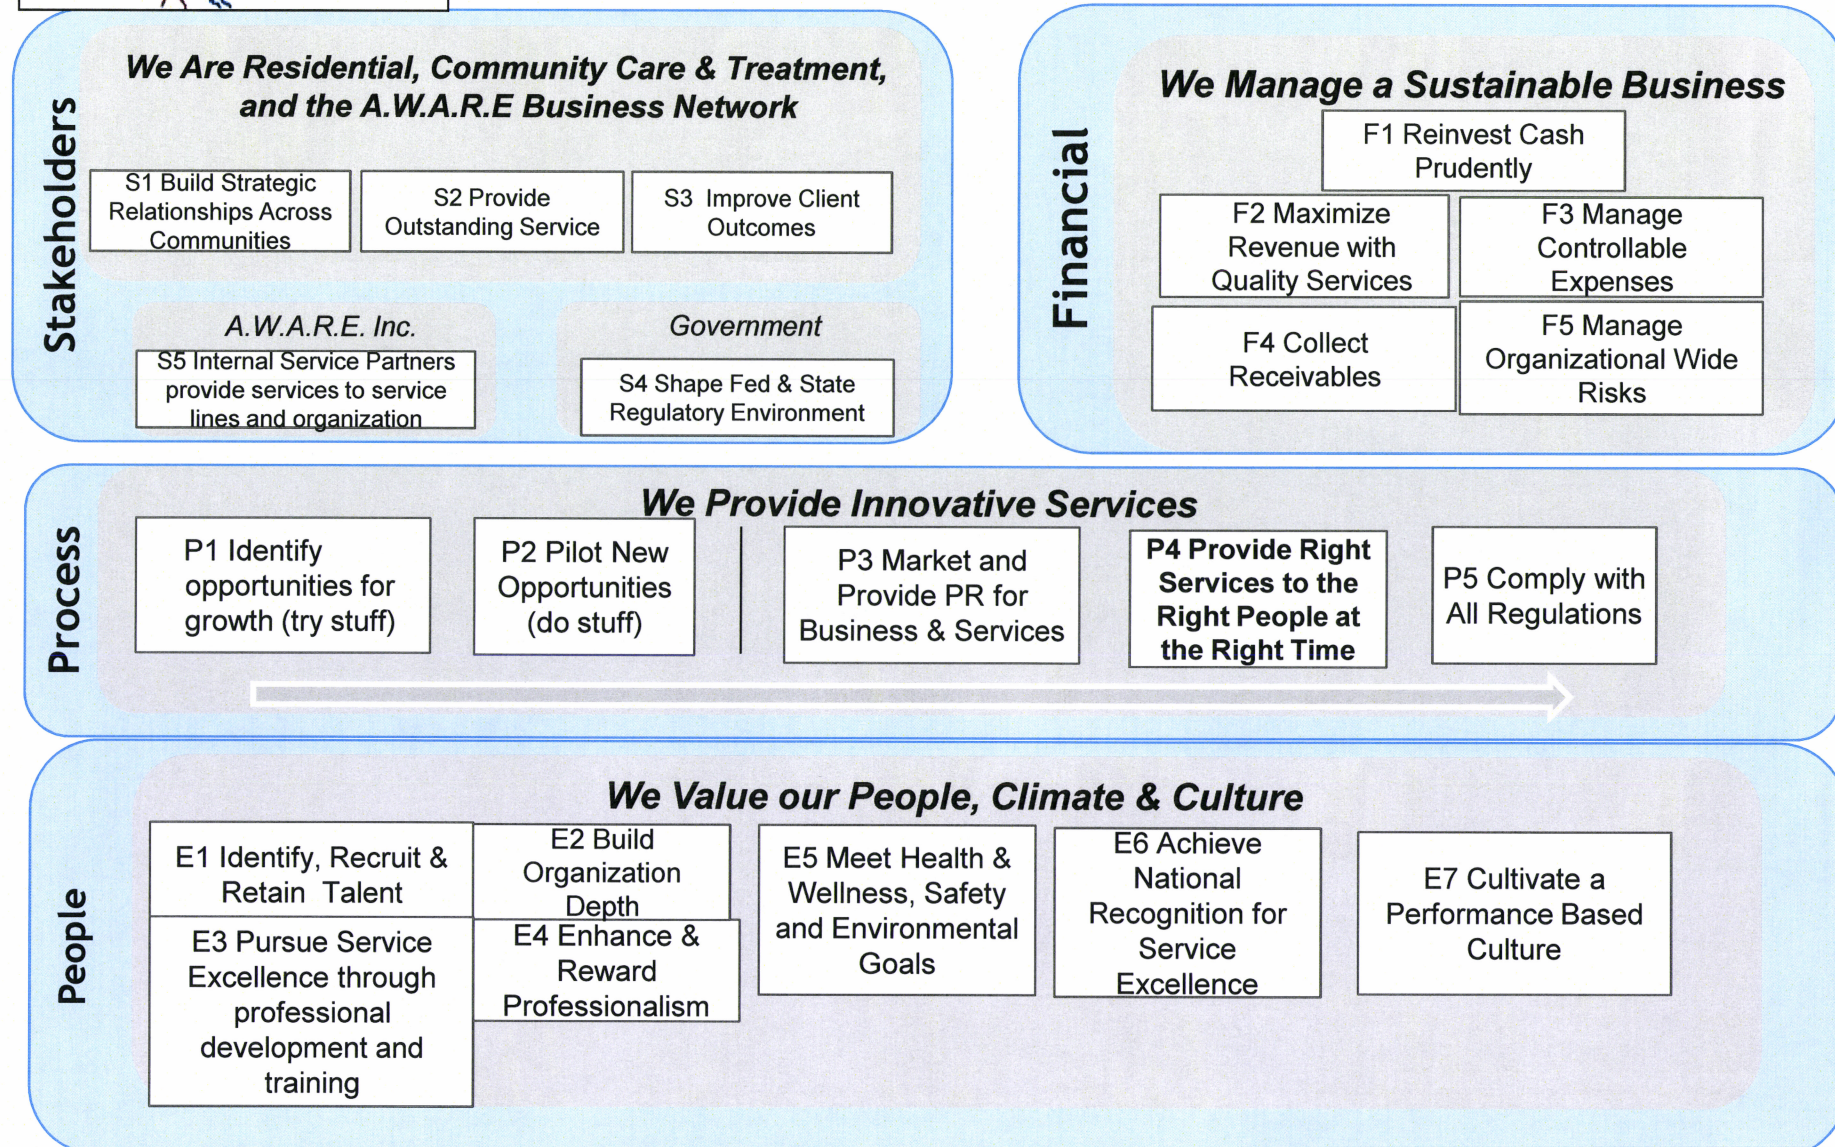 Stakeholders
We Are Residential, Community Care & Treatment,
and the A.W.A.R.E Business Network
S1 Build Strategic
Relationships Across
Communities
S2 Provide
Outstanding Service
S3 Improve Client
Outcomes
A.W.A.R.E. Inc.
S5 Internal Service Partners
provide services to service
lines and organization
Government
S4 Shape Fed & State
Regulatory Environment
Financial
We Manage a Sustainable Business
F1 Reinvest Cash
Prudently
F2 Maximize
Revenue with
Quality Services
F3 Manage
Controllable
Expenses
F4 Collect
Receivables
F5 Manage
Organizational Wide
Risks
Process
We Provide Innovative Services
P1 Identify
opportunities for
growth (try stuff)
P2 Pilot New
Opportunities
(do stuff)
P3 Market and
Provide PR for
Business & Services
P4 Provide Right
Services to the
Right People at
the Right Time
P5 Comply with
All Regulations
People
We Value our People, Climate & Culture
E1 Identify, Recruit &
Retain Talent
E2 Build
Organization
Depth
E3 Pursue Service
Excellence through
professional
development and
training
E4 Enhance &
Reward
Professionalism
E5 Meet Health &
Wellness, Safety
and Environmental
Goals
E6 Achieve
National
Recognition for
Service
Excellence
E7 Cultivate a
Performance Based
Culture